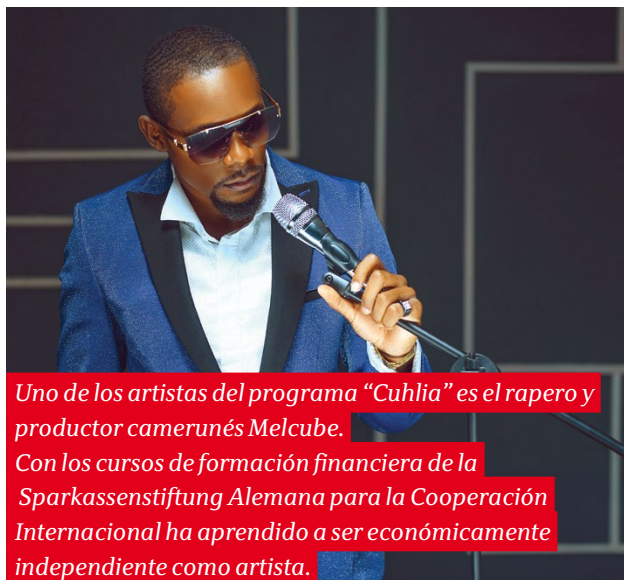 Uno de los artistas del programa “Cuhlia” es el rapero y
productor camerunés Melcube.
Con los cursos de formación financiera de la
Sparkassenstiftung Alemana para la Cooperación
Internacional ha aprendido a ser económicamente
independiente como artista.